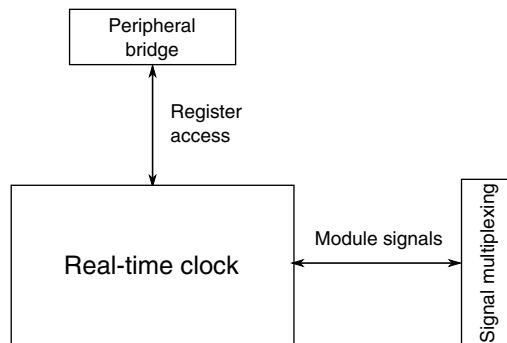 Peripheral
bridge
Register
access
Real-time clock
Module signals
Signal multiplexing